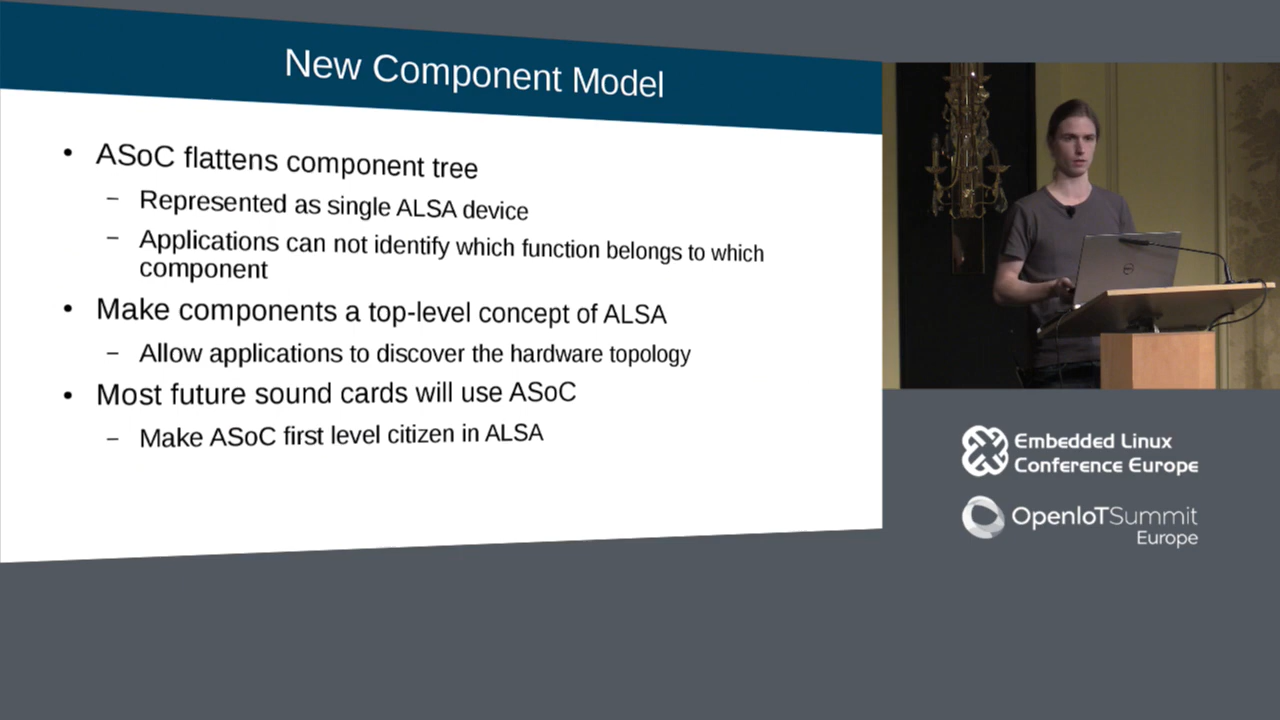 New Component Model
• ASoC flattens component tree
– Represented as single ALSA device
– Applications can not identify which function belongs to which
component
• Make components a top-level concept of ALSA
– Allow applications to discover the hardware topology
• Most future sound cards will use ASoC
– Make ASoC first level citizen in ALSA
Embedded Linux
Conference Europe
OpenIoTSummit
Europe